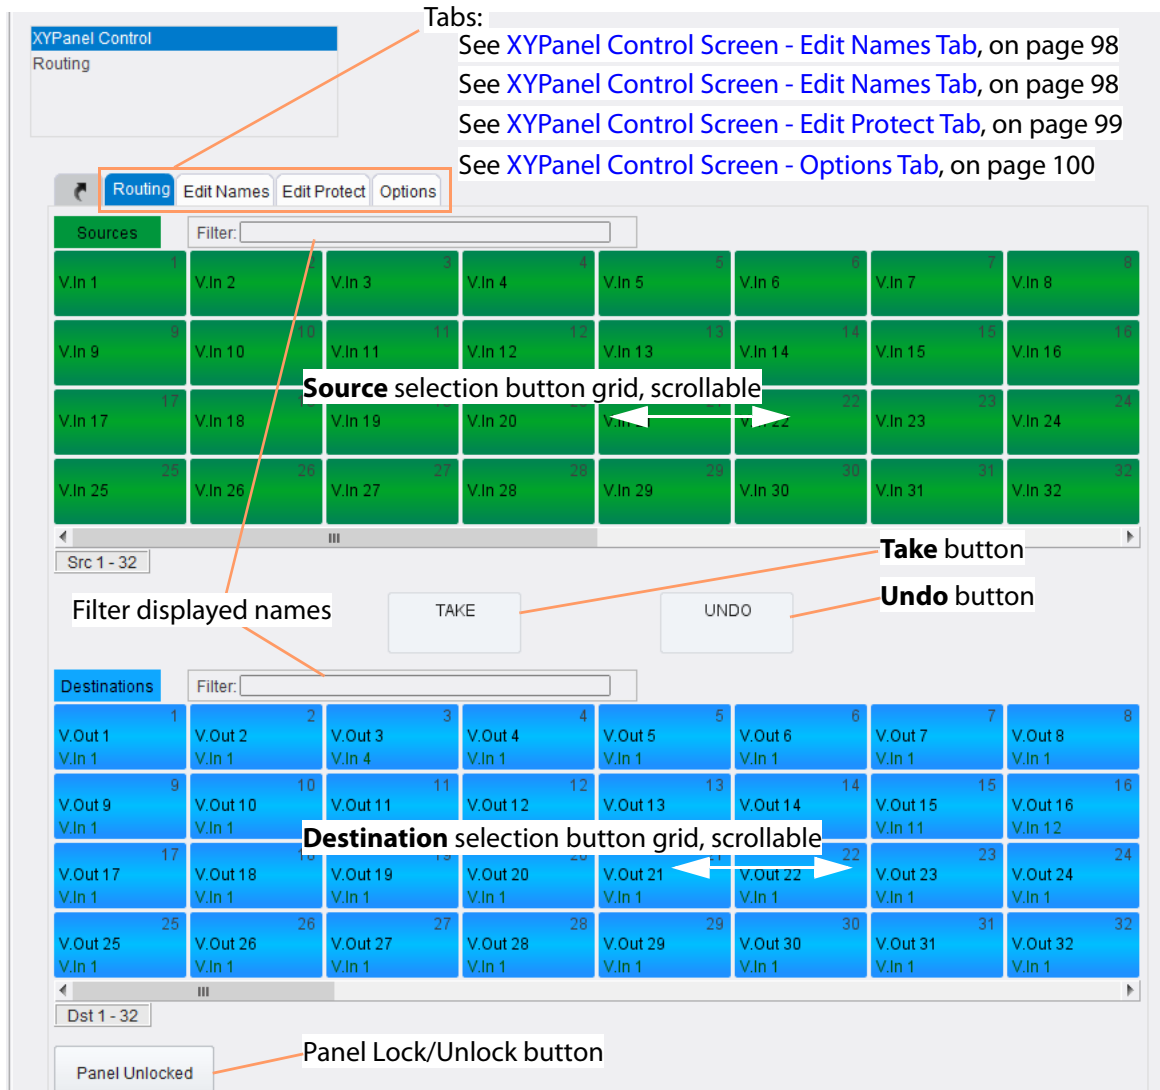 Tabs:
XYPanel Control
See XYPanel Control Screen - Edit Names Tab, on page 98
Routing
See XYPanel Control Screen - Edit Names Tab, on page 98
See XYPanel Control Screen - Edit Protect Tab, on page 99
See XYPanel Control Screen - Options Tab, on page 100
Routing Edit Names Edit Protect Options
Sources Filter:
1 2 3 4 5 6 7 8
V.In 1 V.In 2 V.In 3 V.In 4 V.In 5 V.In 6 V.In 7 V.In 8
9 10 11 12 13 14 15 16
V.In 9 V.In 10 V.In 11 V.In 12 V.In 13 V.In 14 V.In 15 V.In 16
Source selection button grid, scrollable
17 22 23 24
V.In 17 V.In 18 V.In 19 V.In 20 V.In 22 V.In 23 V.In 24
25 26 27 28 29 30 31 32
V.In 25 V.In 26 V.In 27 V.In 28 V.In 29 V.In 30 V.In 31 V.In 32
Src 1 - 32
Take button
Filter displayed names
TAKE UNDO
Undo button
Destinations Filter:
1 2 3 4 5 6 7 8
V.Out 1 V.Out 2 V.Out 3 V.Out 4 V.Out 5 V.Out 6 V.Out 7 V.Out 8
V.In 1 V.In 1 V.In 4 V.In 1 V.In 1 V.In 1 V.In 1 V.In 1
9 10 11 12 13 14 15 16
V.Out 9 V.Out 10 V.Out 11 V.Out 12 V.Out 13 V.Out 14 V.Out 15 V.Out 16
V.In 1 V.In 1 V.In 11 V.In 12
Destination selection button grid, scrollable
17 22 23 24
V.Out 17 V.Out 18 V.Out 19 V.Out 20 V.Out 21 V.Out 22 V.Out 23 V.Out 24
V.In 1 V.In 1 V.In 1 V.In 1 V.In 1 V.In 1 V.In 1 V.In 1
25 26 27 28 29 30 31 32
V.Out 25 V.Out 26 V.Out 27 V.Out 28 V.Out 29 V.Out 30 V.Out 31 V.Out 32
V.In 1 V.In 1 V.In 1 V.In 1 V.In 1 V.In 1 V.In 1 V.In 1
Dst 1 - 32
Panel Lock/Unlock button
Panel Unlocked